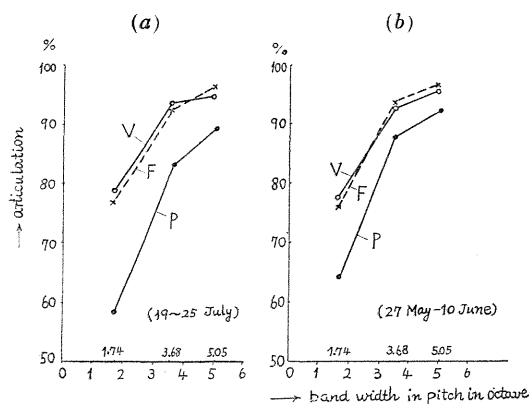 (a)
(b)
%
%
100
90
80
70
60
50
V
F
P
(19~25 July)
1.74 3.68 5.05
0 1 2 3 4 5 6 7
→ articulation
100
90
80
70
60
50
V
F
P
(27 May-10 June)
1.74 3.68 5.05
0 1 2 3 4 5 6 7
→ band width in pitch in octave